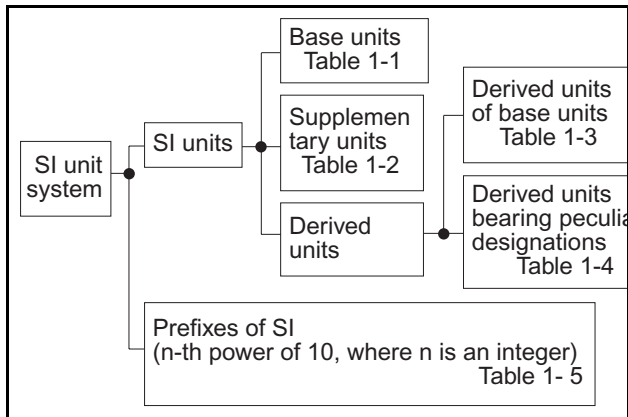 SI unit
system
SI units
Base units
Table 1-1
Supplemen
tary units
Table 1-2
Derived
units
Derived units
of base units
Table 1-3
Derived units
bearing peculia
designations
Table 1-4
Prefixes of SI
(n-th power of 10, where n is an integer)
Table 1- 5